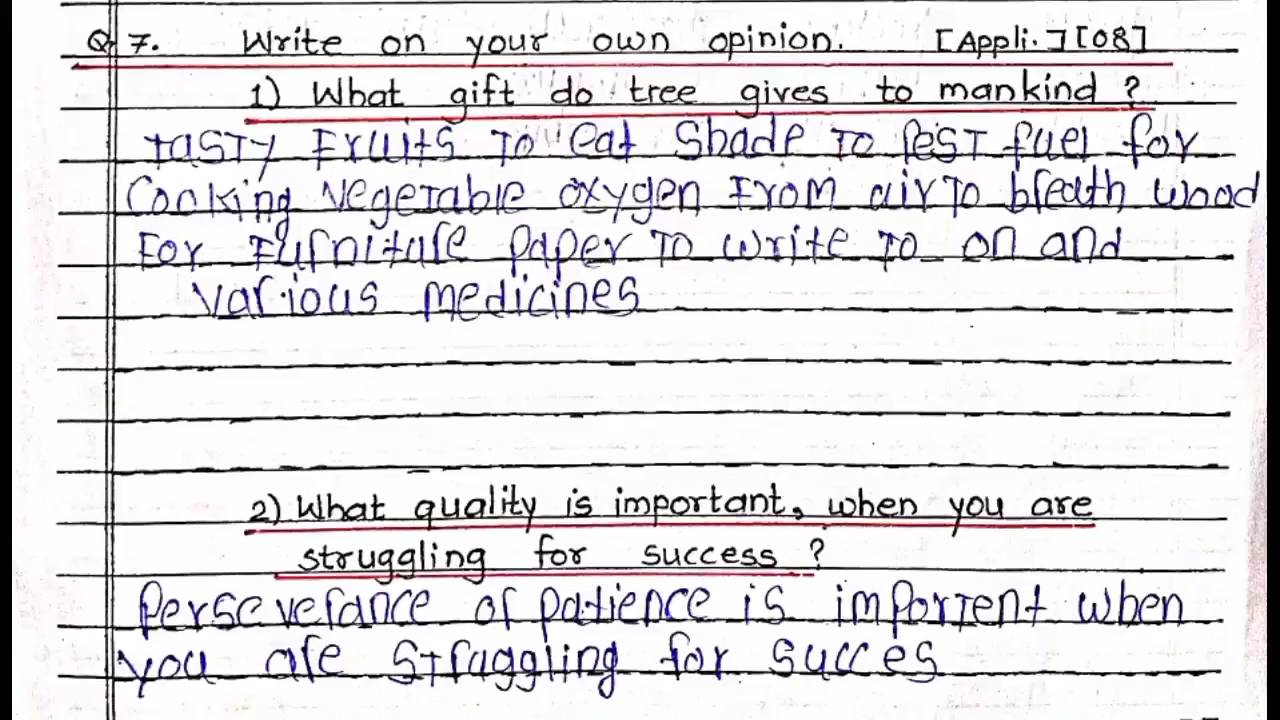 Q 7. Write on your own opinion. [Appli.] [08]
1) What gift do tree gives to mankind ?
TASTY FRuits To eat Shade To rest fuel for
Cooking vegetable oxygen From air To breath wood
For Furniture paper To write To on and
various medicines
2) What quality is important, when you are
struggling for success ?
Perseverance or patience is imporTent when
you are struggling for succes